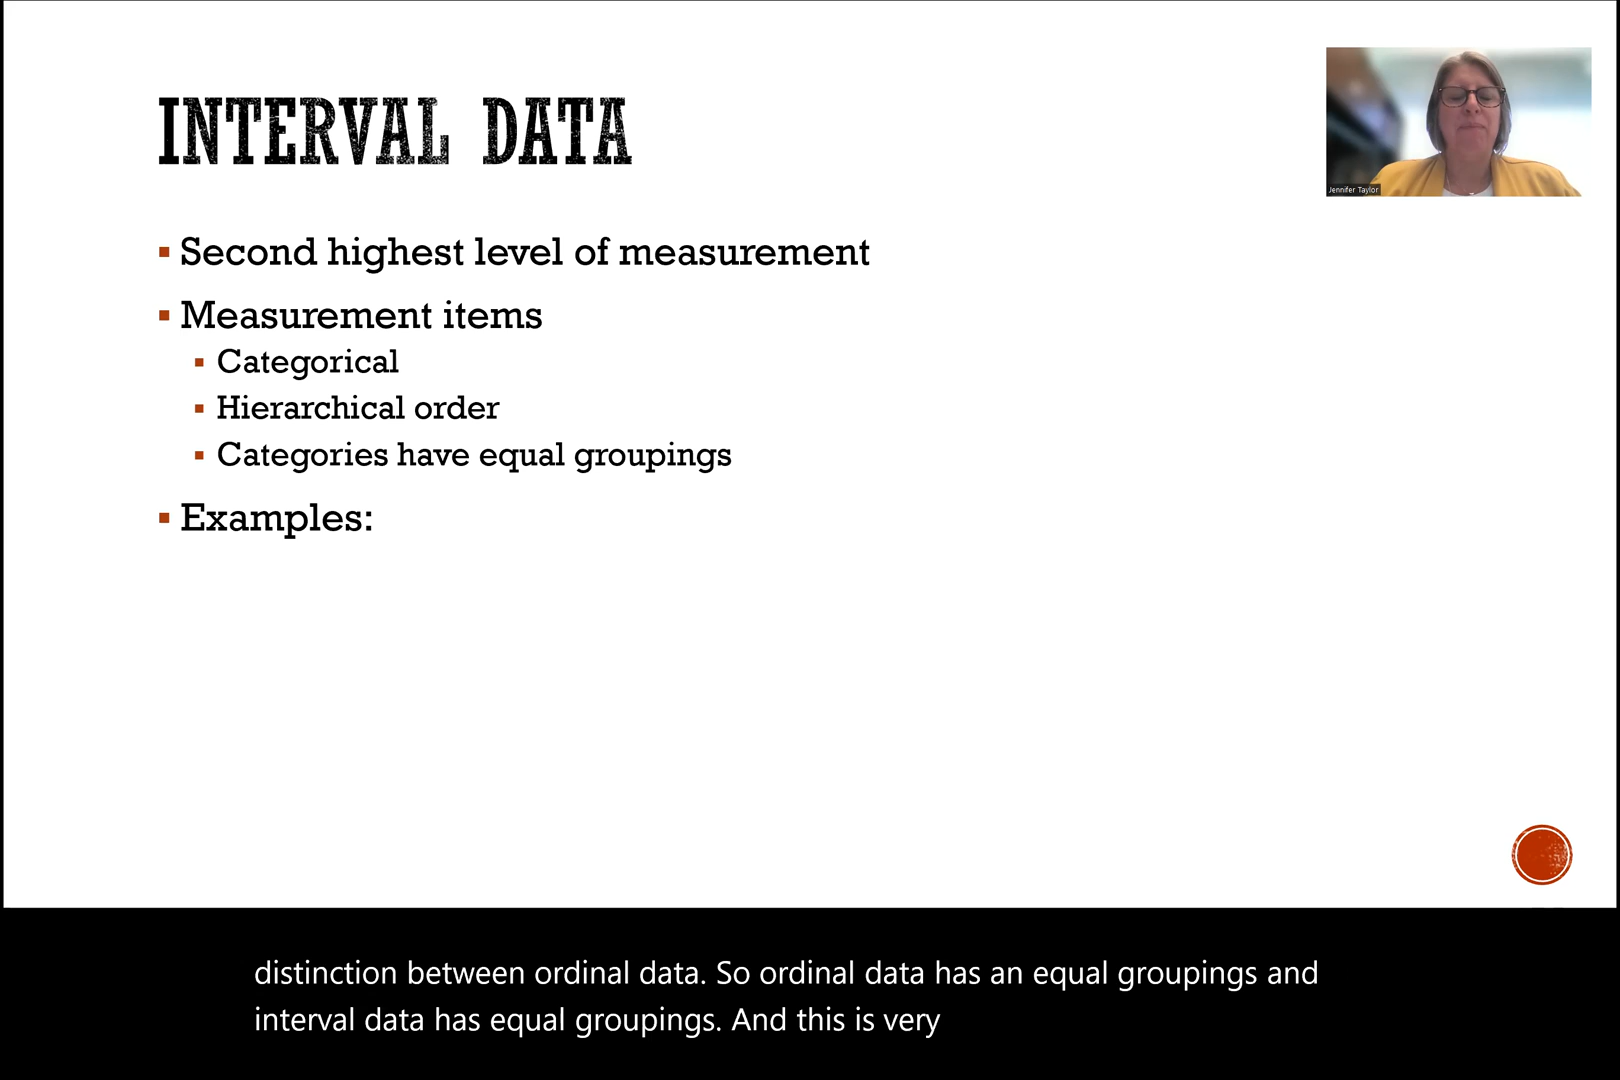 INTERVAL DATA
Jennifer Taylor
Second highest level of measurement
Measurement items
Categorical
Hierarchical order
Categories have equal groupings
Examples:
distinction between ordinal data. So ordinal data has an equal groupings and
interval data has equal groupings. And this is very